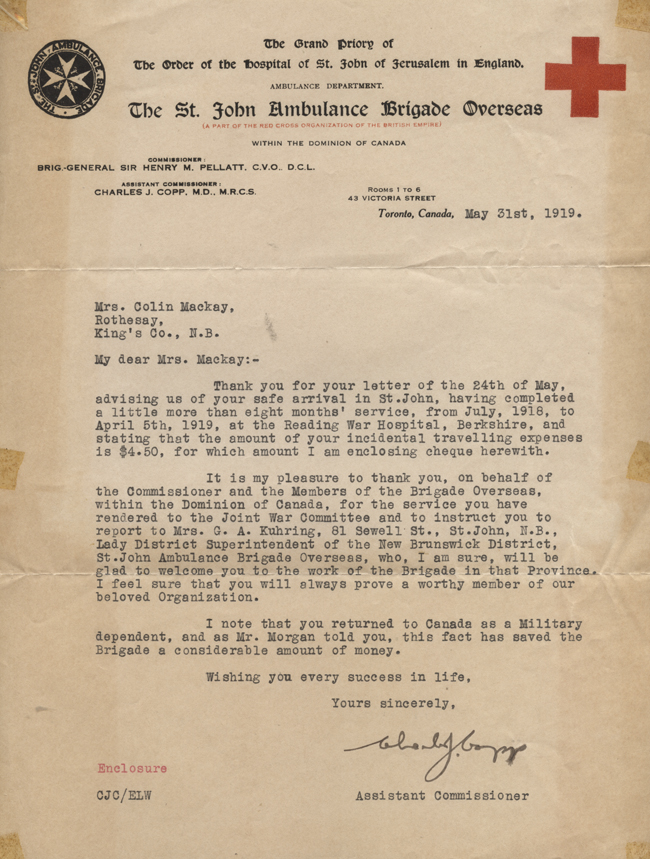 The Grand Priory of
The Order of the Hospital of St. John of Jerusalem in England.
AMBULANCE DEPARTMENT.
The St. John Ambulance Brigade Overseas
(A PART OF THE RED CROSS ORGANIZATION OF THE BRITISH EMPIRE)
WITHIN THE DOMINION OF CANADA
THE · ST · JOHN · AMBULANCE · BRIGADE ·
COMMISSIONER:
BRIG.-GENERAL SIR HENRY M. PELLATT, C.V.O., D.C.L.
ASSISTANT COMMISSIONER:
CHARLES J. COPP, M.D., M.R.C.S.
ROOMS 1 TO 6
43 VICTORIA STREET
Toronto, Canada, May 31st, 1919.
Mrs. Colin Mackay,
Rothesay,
King's Co., N.B.
My dear Mrs. Mackay:-
Thank you for your letter of the 24th of May,
advising us of your safe arrival in St.John, having completed
a little more than eight months' service, from July, 1918, to
April 5th, 1919, at the Reading War Hospital, Berkshire, and
stating that the amount of your incidental travelling expenses
is $4.50, for which amount I am enclosing cheque herewith.
It is my pleasure to thank you, on behalf of
the Commissioner and the Members of the Brigade Overseas,
within the Dominion of Canada, for the service you have
rendered to the Joint War Committee and to instruct you to
report to Mrs. G. A. Kuhring, 81 Sewell St., St.John, N.B.,
Lady District Superintendent of the New Brunswick District,
St.John Ambulance Brigade Overseas, who, I am sure, will be
glad to welcome you to the work of the Brigade in that Province.
I feel sure that you will always prove a worthy member of our
beloved Organization.
I note that you returned to Canada as a Military
dependent, and as Mr. Morgan told you, this fact has saved the
Brigade a considerable amount of money.
Wishing you every success in life,
Yours sincerely,
Chas. J. Copp
Enclosure
CJC/ELW
Assistant Commissioner